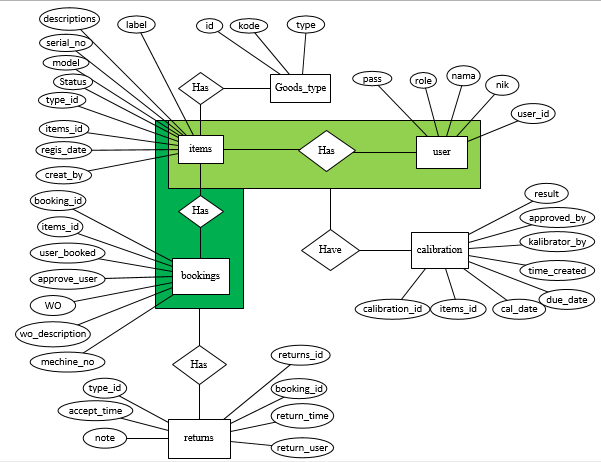 descriptions
label
id
kode
type
serial_no
model
Status
type_id
Has
Goods_type
pass
role
nama
nik
user_id
items_id
regis_date
creat_by
items
Has
user
booking_id
items_id
user_booked
approve_user
WO
wo_description
mechine_no
Has
bookings
Have
calibration
result
approved_by
kalibrator_by
time_created
due_date
calibration_id
items_id
cal_date
Has
type_id
accept_time
note
returns
returns_id
booking_id
return_time
return_user